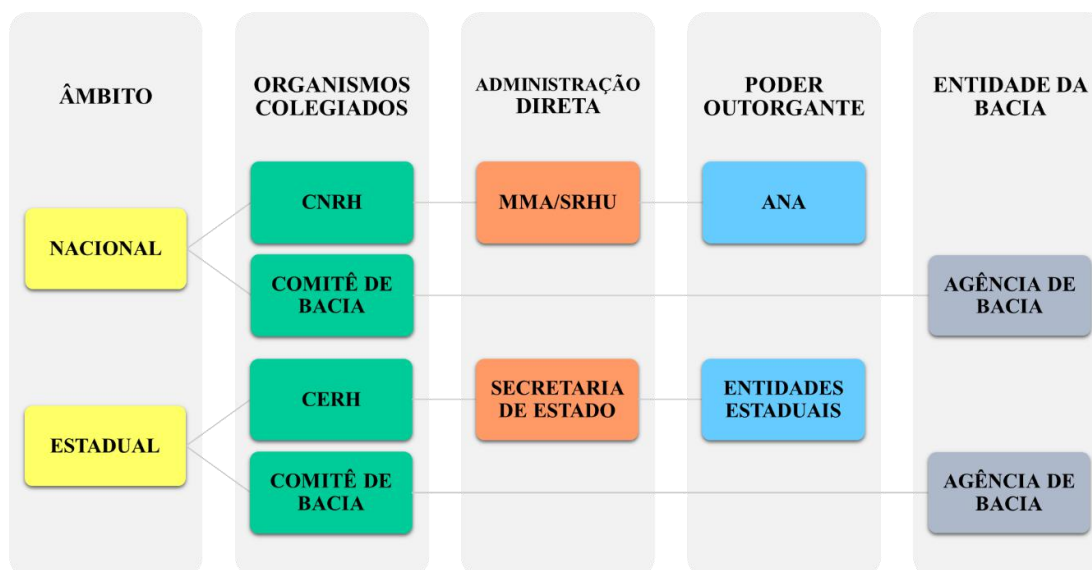 ÂMBITO
ORGANISMOS
COLEGIADOS
ADMINISTRAÇÃO
DIRETA
PODER
OUTORGANTE
ENTIDADE DA
BACIA
NACIONAL
CNRH
MMA/SRHU
ANA
COMITÊ DE
BACIA
AGÊNCIA DE
BACIA
ESTADUAL
CERH
SECRETARIA
DE ESTADO
ENTIDADES
ESTADUAIS
COMITÊ DE
BACIA
AGÊNCIA DE
BACIA